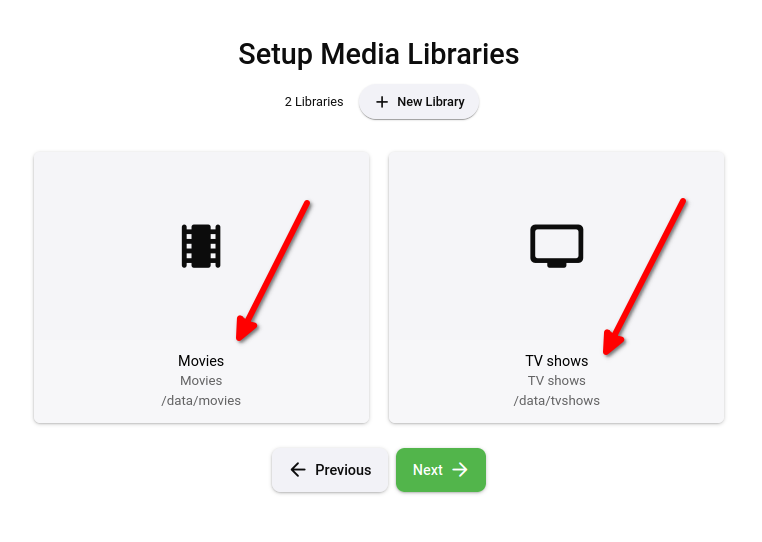 Setup Media Libraries
2 Libraries
New Library
Movies
Movies
/data/movies
TV shows
TV shows
/data/tvshows
Previous
Next